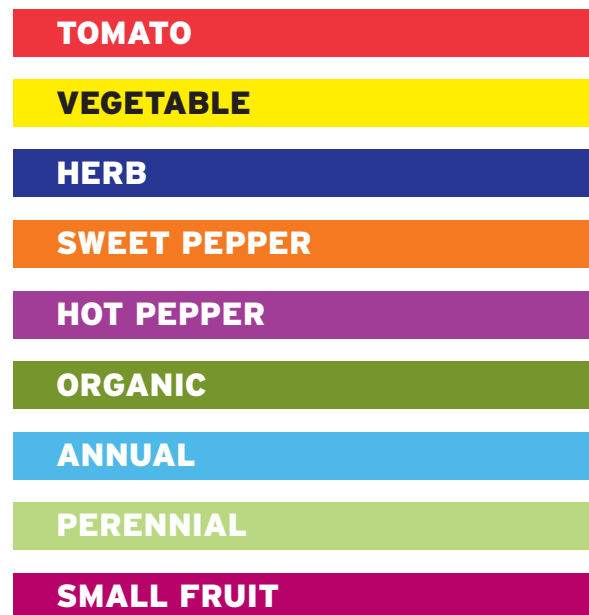 TOMATO
VEGETABLE
HERB
SWEET PEPPER
HOT PEPPER
ORGANIC
ANNUAL
PERENNIAL
SMALL FRUIT